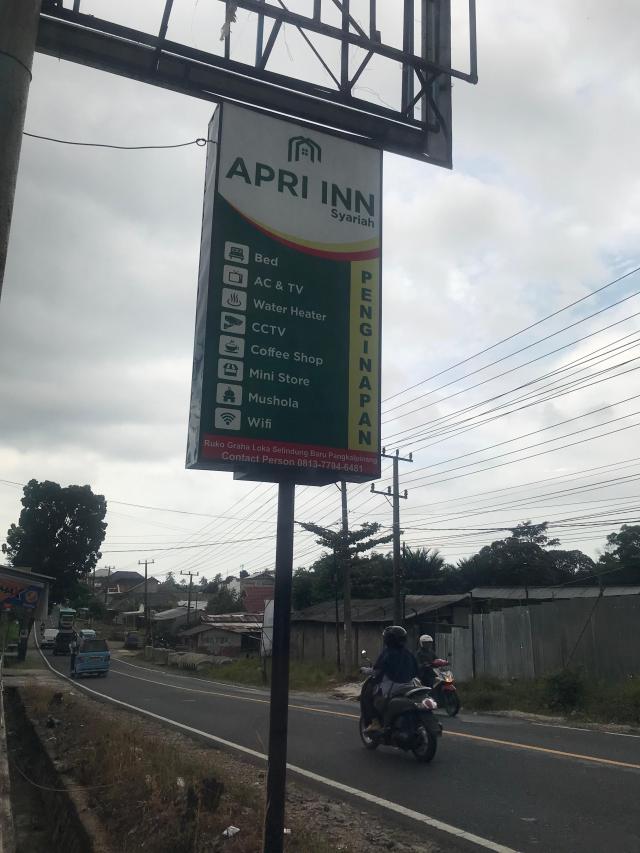 APRI INN
Syariah
Bed
AC & TV
Water Heater
CCTV
Coffee Shop
Mini Store
Mushola
Wifi
PENGINAPAN
Ruko Graha Loka Selindung Baru Pangkalpinang
Contact Person 0813-7794-6481